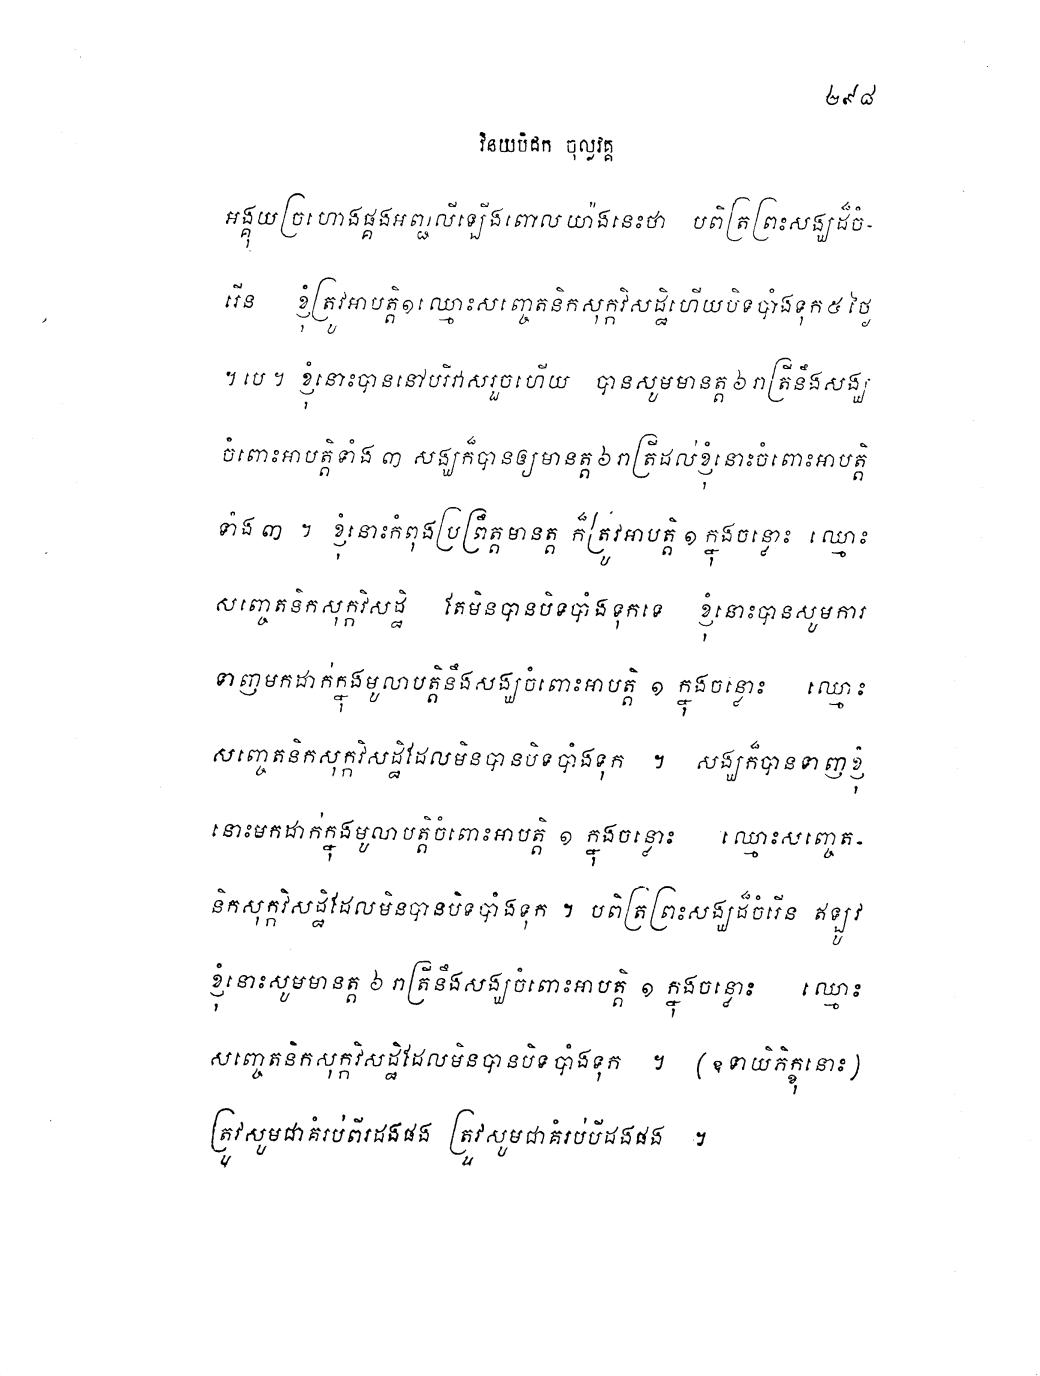 ២៩៨
វិនយបិដក ចុល្លវគ្គ
អង្គុយច្រហោងផ្គងអញ្ជលីឡើងពោលយ៉ាងនេះថា បពិត្រព្រះសង្ឃដ៏ចំ-
រើន ខ្ញុំត្រូវអាបត្តិ១ឈ្មោះសញ្ចេតនិកសុក្កវិសដ្ឋិហើយបិទបាំងទុក៥ថ្ងៃ
។ បេ ។ ខ្ញុំនោះបាននៅបរិវាសរួចហើយ បានសូមមានត្ត ៦ រាត្រីនឹងសង្ឃ
ចំពោះអាបត្តិទាំង ៣ សង្ឃក៏បានឲ្យមានត្ត ៦ រាត្រីដល់ខ្ញុំនោះចំពោះអាបត្តិ
ទាំង ៣ ។ ខ្ញុំនោះកំពុងប្រព្រឹត្តមានត្ត ក៏ត្រូវអាបត្តិ ១ ក្នុងចន្លោះ ឈ្មោះ
សញ្ចេតនិកសុក្កវិសដ្ឋិ តែមិនបានបិទបាំងទុកទេ ខ្ញុំនោះបានសូមការ
ទាញមកដាក់ក្នុងមូលាបត្តិនឹងសង្ឃចំពោះអាបត្តិ ១ ក្នុងចន្លោះ ឈ្មោះ
សញ្ចេតនិកសុក្កវិសដ្ឋិដែលមិនបានបិទបាំងទុក ។ សង្ឃក៏បានទាញខ្ញុំ
នោះមកដាក់ក្នុងមូលាបត្តិចំពោះអាបត្តិ ១ ក្នុងចន្លោះ ឈ្មោះសញ្ចេត-
និកសុក្កវិសដ្ឋិដែលមិនបានបិទបាំងទុក ។ បពិត្រព្រះសង្ឃដ៏ចំរើន ឥឡូវ
ខ្ញុំនោះសូមមានត្ត ៦ រាត្រីនឹងសង្ឃចំពោះអាបត្តិ ១ ក្នុងចន្លោះ ឈ្មោះ
សញ្ចេតនិកសុក្កវិសដ្ឋិដែលមិនបានបិទបាំងទុក ។ (ឧទាយិភិក្ខុនោះ)
ត្រូវសូមជាគំរប់ពីរដងផង ត្រូវសូមជាគំរប់បីដងផង ។